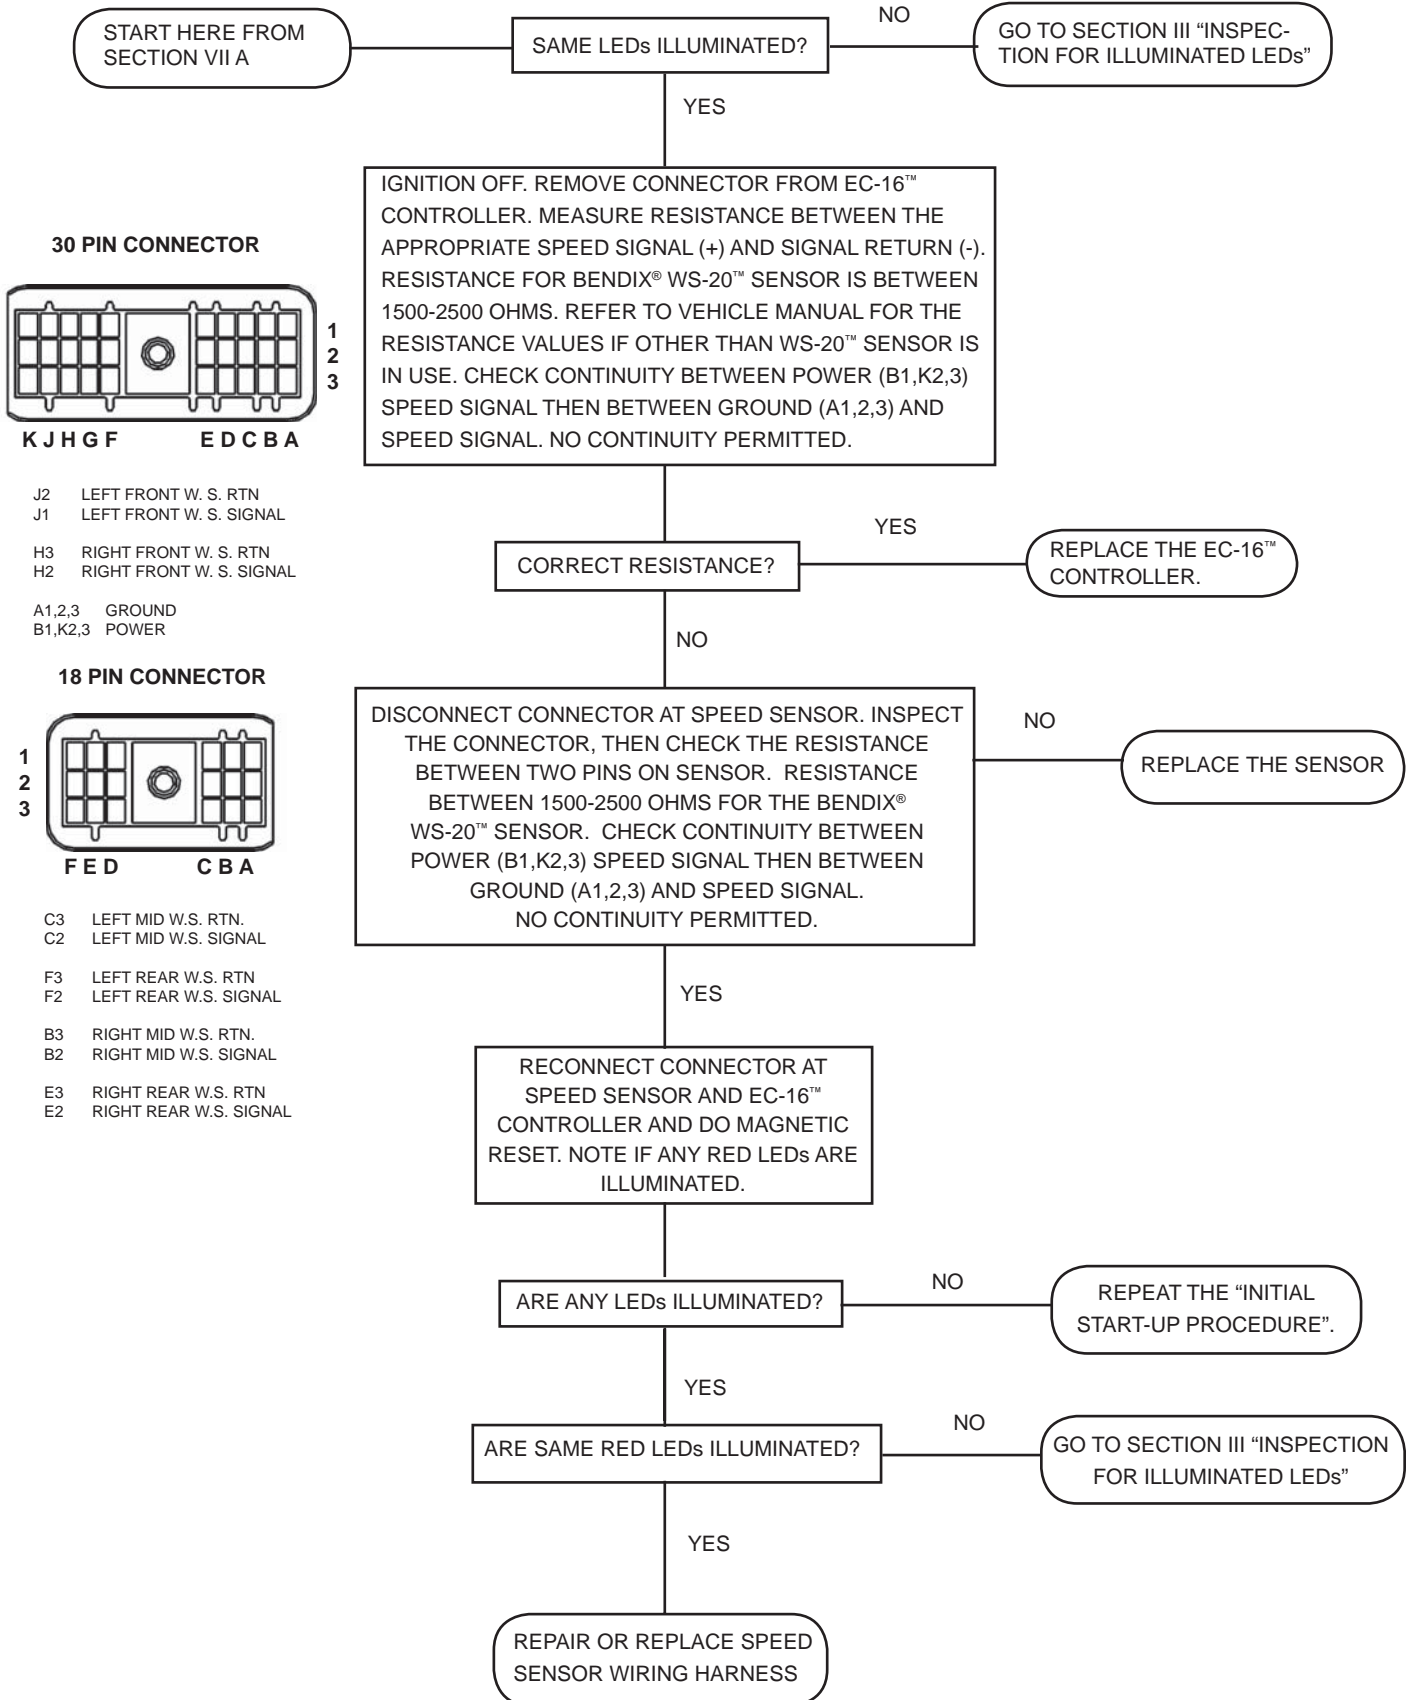 START HERE FROM
SECTION VII A
SAME LEDs ILLUMINATED?
NO
GO TO SECTION III “INSPEC-
TION FOR ILLUMINATED LEDs”
YES
IGNITION OFF. REMOVE CONNECTOR FROM EC-16™
CONTROLLER. MEASURE RESISTANCE BETWEEN THE
APPROPRIATE SPEED SIGNAL (+) AND SIGNAL RETURN (-).
RESISTANCE FOR BENDIX® WS-20™ SENSOR IS BETWEEN
1500-2500 OHMS. REFER TO VEHICLE MANUAL FOR THE
RESISTANCE VALUES IF OTHER THAN WS-20™ SENSOR IS
IN USE. CHECK CONTINUITY BETWEEN POWER (B1,K2,3)
SPEED SIGNAL THEN BETWEEN GROUND (A1,2,3) AND
SPEED SIGNAL. NO CONTINUITY PERMITTED.
30 PIN CONNECTOR
1
2
3
K J H G F E D C B A
J2 LEFT FRONT W. S. RTN
J1 LEFT FRONT W. S. SIGNAL
H3 RIGHT FRONT W. S. RTN
H2 RIGHT FRONT W. S. SIGNAL
A1,2,3 GROUND
B1,K2,3 POWER
CORRECT RESISTANCE?
YES
REPLACE THE EC-16™
CONTROLLER.
NO
18 PIN CONNECTOR
1
2
3
F E D C B A
C3 LEFT MID W.S. RTN.
C2 LEFT MID W.S. SIGNAL
F3 LEFT REAR W.S. RTN
F2 LEFT REAR W.S. SIGNAL
B3 RIGHT MID W.S. RTN.
B2 RIGHT MID W.S. SIGNAL
E3 RIGHT REAR W.S. RTN
E2 RIGHT REAR W.S. SIGNAL
DISCONNECT CONNECTOR AT SPEED SENSOR. INSPECT
THE CONNECTOR, THEN CHECK THE RESISTANCE
BETWEEN TWO PINS ON SENSOR. RESISTANCE
BETWEEN 1500-2500 OHMS FOR THE BENDIX®
WS-20™ SENSOR. CHECK CONTINUITY BETWEEN
POWER (B1,K2,3) SPEED SIGNAL THEN BETWEEN
GROUND (A1,2,3) AND SPEED SIGNAL.
NO CONTINUITY PERMITTED.
NO
REPLACE THE SENSOR
YES
RECONNECT CONNECTOR AT
SPEED SENSOR AND EC-16™
CONTROLLER AND DO MAGNETIC
RESET. NOTE IF ANY RED LEDs ARE
ILLUMINATED.
ARE ANY LEDs ILLUMINATED?
NO
REPEAT THE “INITIAL
START-UP PROCEDURE”.
YES
ARE SAME RED LEDs ILLUMINATED?
NO
GO TO SECTION III “INSPECTION
FOR ILLUMINATED LEDs”
YES
REPAIR OR REPLACE SPEED
SENSOR WIRING HARNESS